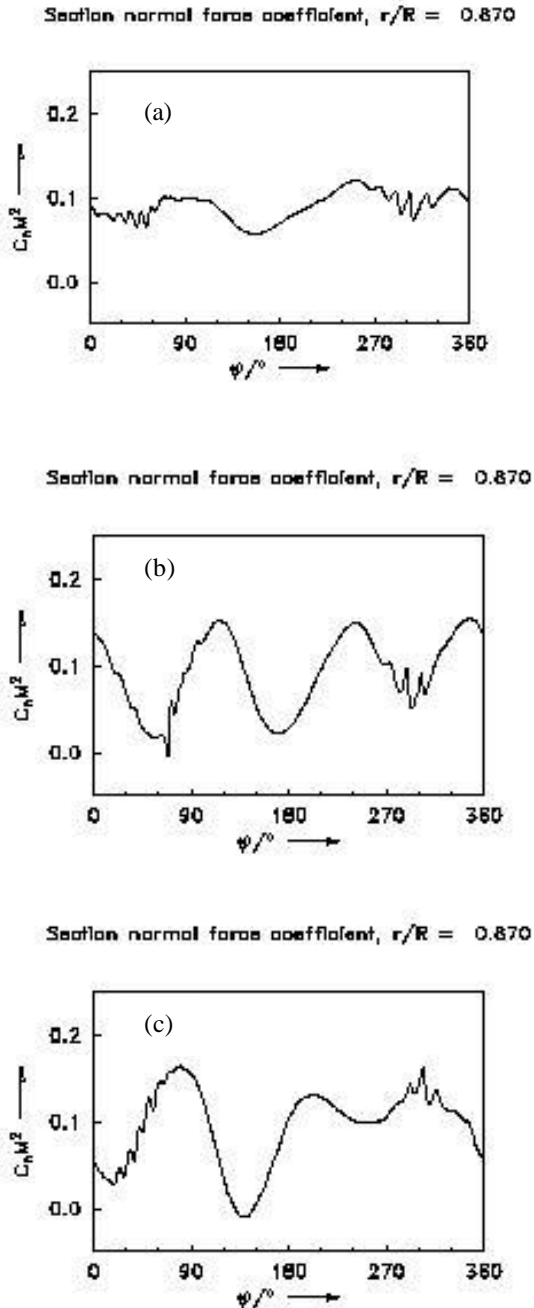 Section normal force coefficient, r/R = 0.870
(a)
0.2
0.1
0.0
CnM²
0 90 180 270 360
ψ/°
Section normal force coefficient, r/R = 0.870
(b)
0.2
0.1
0.0
CnM²
0 90 180 270 360
ψ/°
Section normal force coefficient, r/R = 0.870
(c)
0.2
0.1
0.0
CnM²
0 90 180 270 360
ψ/°